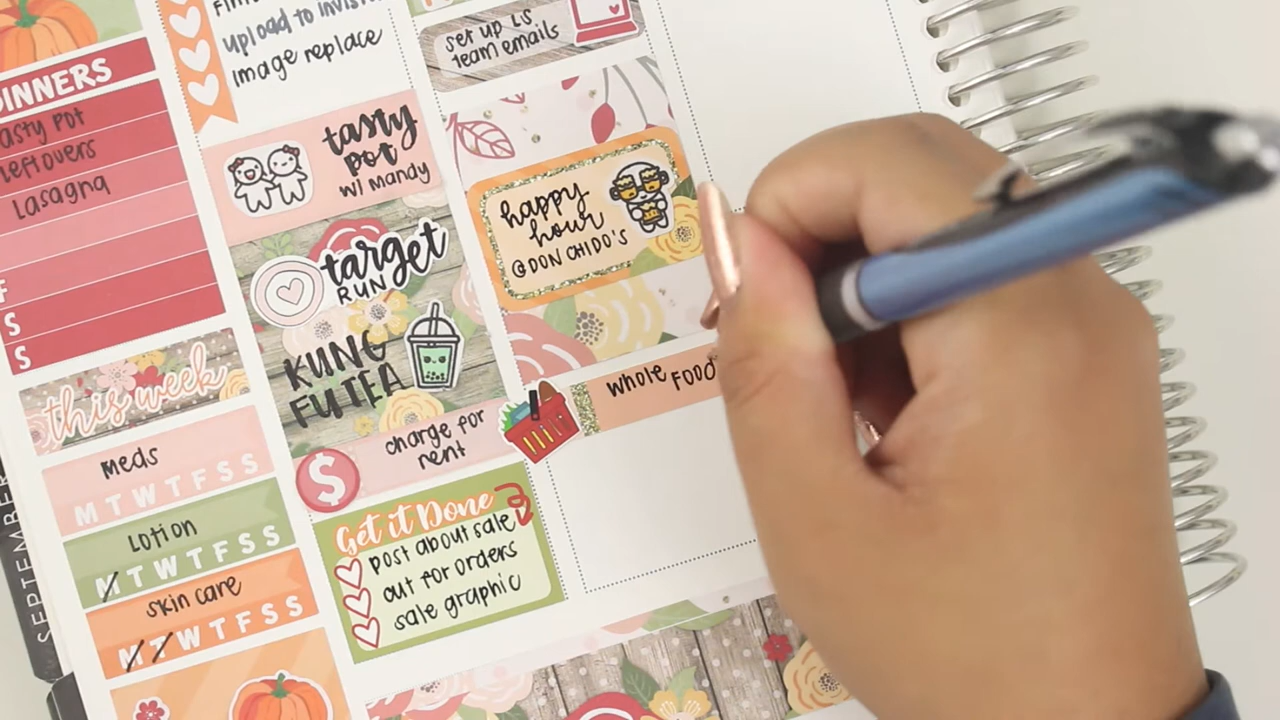 DINNERS
Tasty Pot
Leftovers
Lasagna
F
S
S
this week
meds
M T W T F S S
Lotion
M T W T F S S
skin care
M T W T F S S
SEPTEMBER
upload to
image replace
tasty
pot
w/ Mandy
target
RUN
KUNG
FU TEA
$
charge for
rent
Get it Done
post about sale
out for orders
sale graphic
set up LS
team emails
happy
hour
@DON CHIDO'S
Whole Food